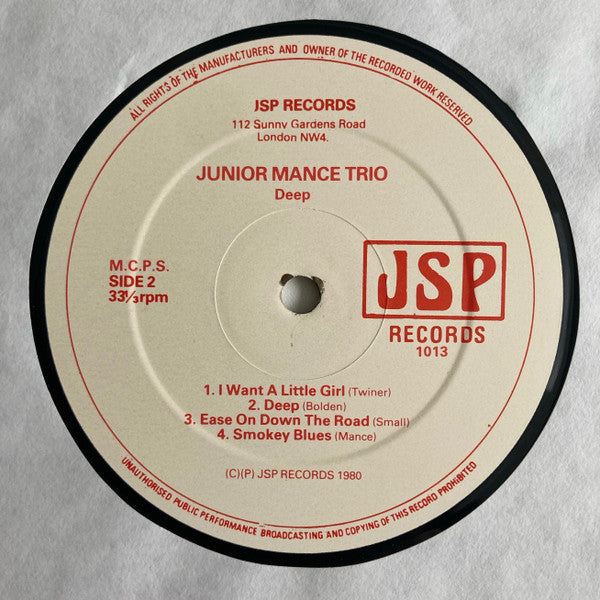 ALL RIGHTS OF THE MANUFACTURERS AND OWNER OF THE RECORDED WORK RESERVED
JSP RECORDS
112 Sunny Gardens Road
London NW4.
JUNIOR MANCE TRIO
Deep
M.C.P.S.
SIDE 2
33⅓rpm
JSP
RECORDS
1013
1. I Want A Little Girl (Twiner)
2. Deep (Bolden)
3. Ease On Down The Road (Small)
4. Smokey Blues (Mance)
(C)(P) JSP RECORDS 1980
UNAUTHORISED PUBLIC PERFORMANCE BROADCASTING AND COPYING OF THIS RECORD PROHIBITED